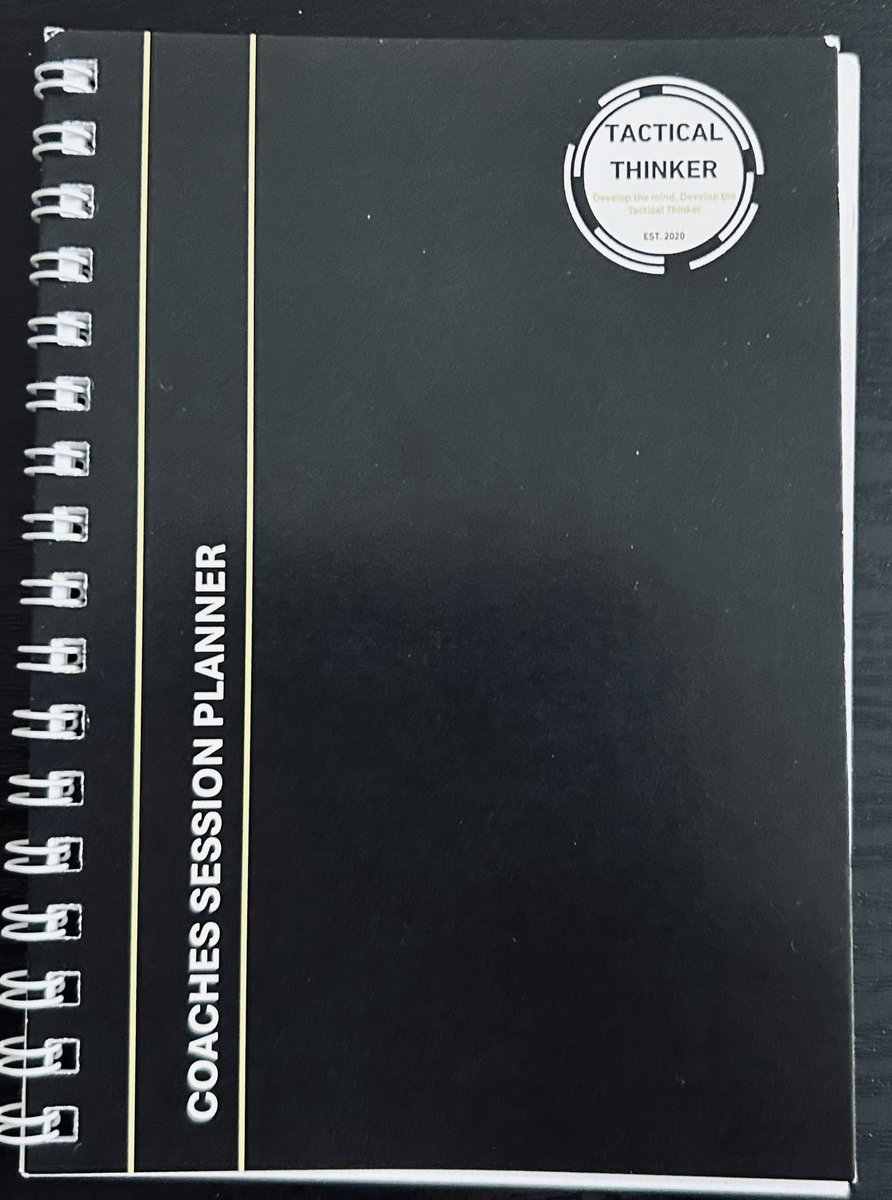 TACTICAL
THINKER
Develop the mind, Develop the
Tactical Thinker
EST. 2020
COACHES SESSION PLANNER